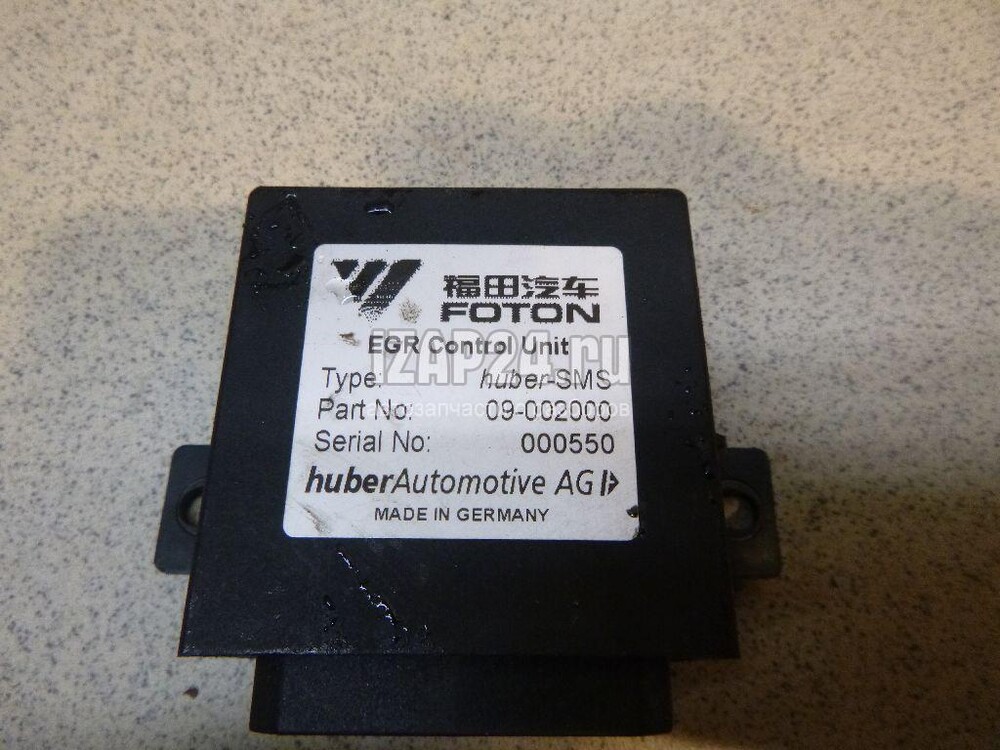 福田汽车
FOTON
EGR Control Unit
IZAP24.ru
Type: huber-SMS
автозапчасти
Part No: 09-002000
Serial No: 000550
huberAutomotive AG
MADE IN GERMANY